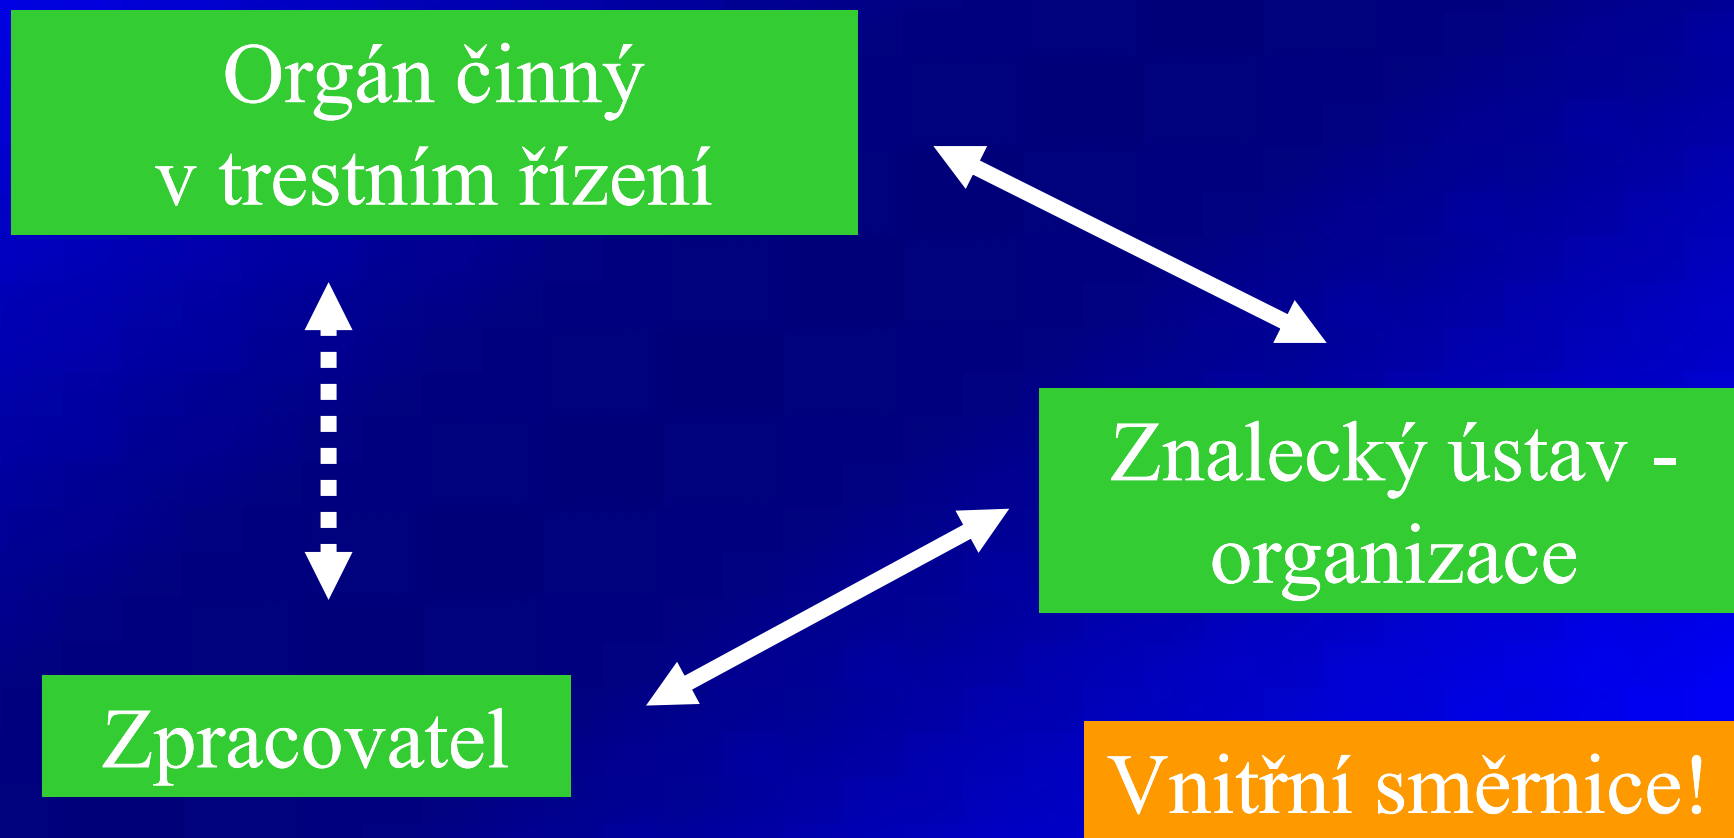 Orgán činný
v trestním řízení
Znalecký ústav -
organizace
Zpracovatel
Vnitřní směrnice!